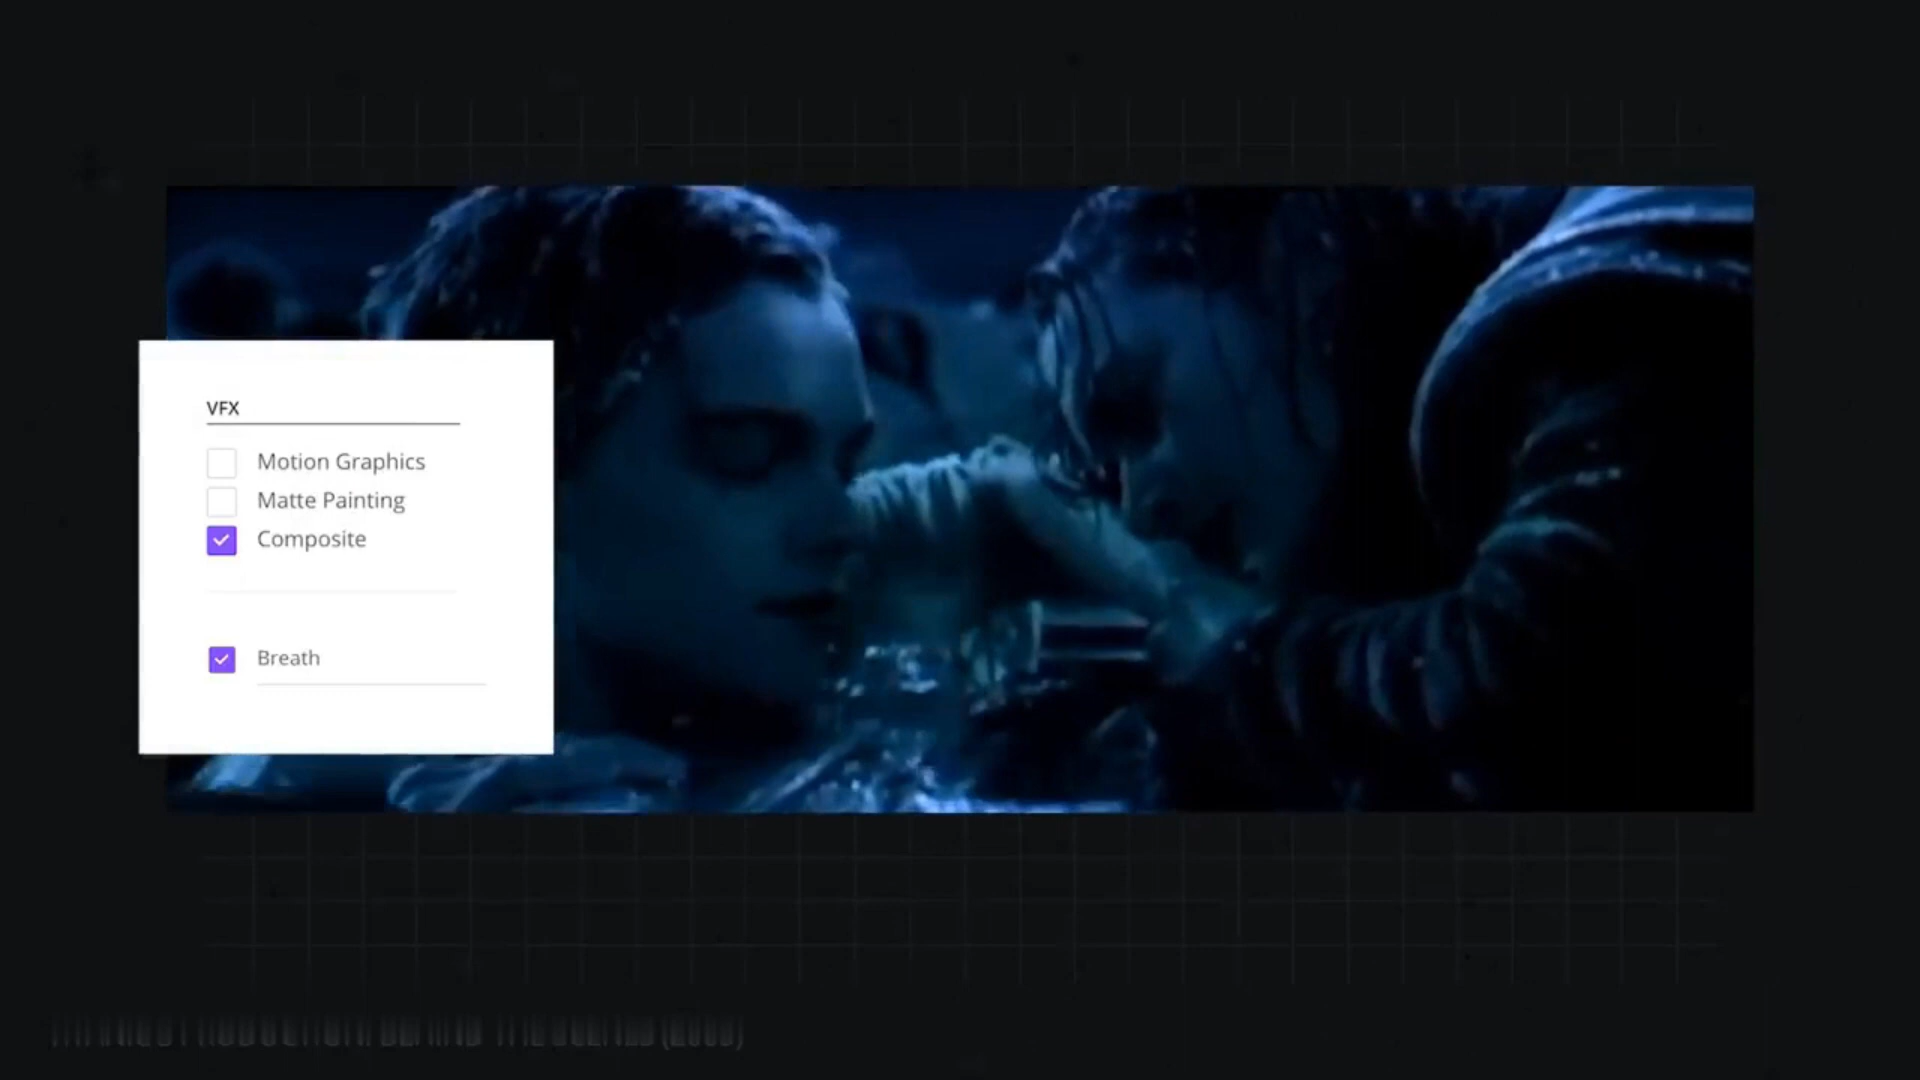 VFX
Motion Graphics
Matte Painting
Composite
Breath